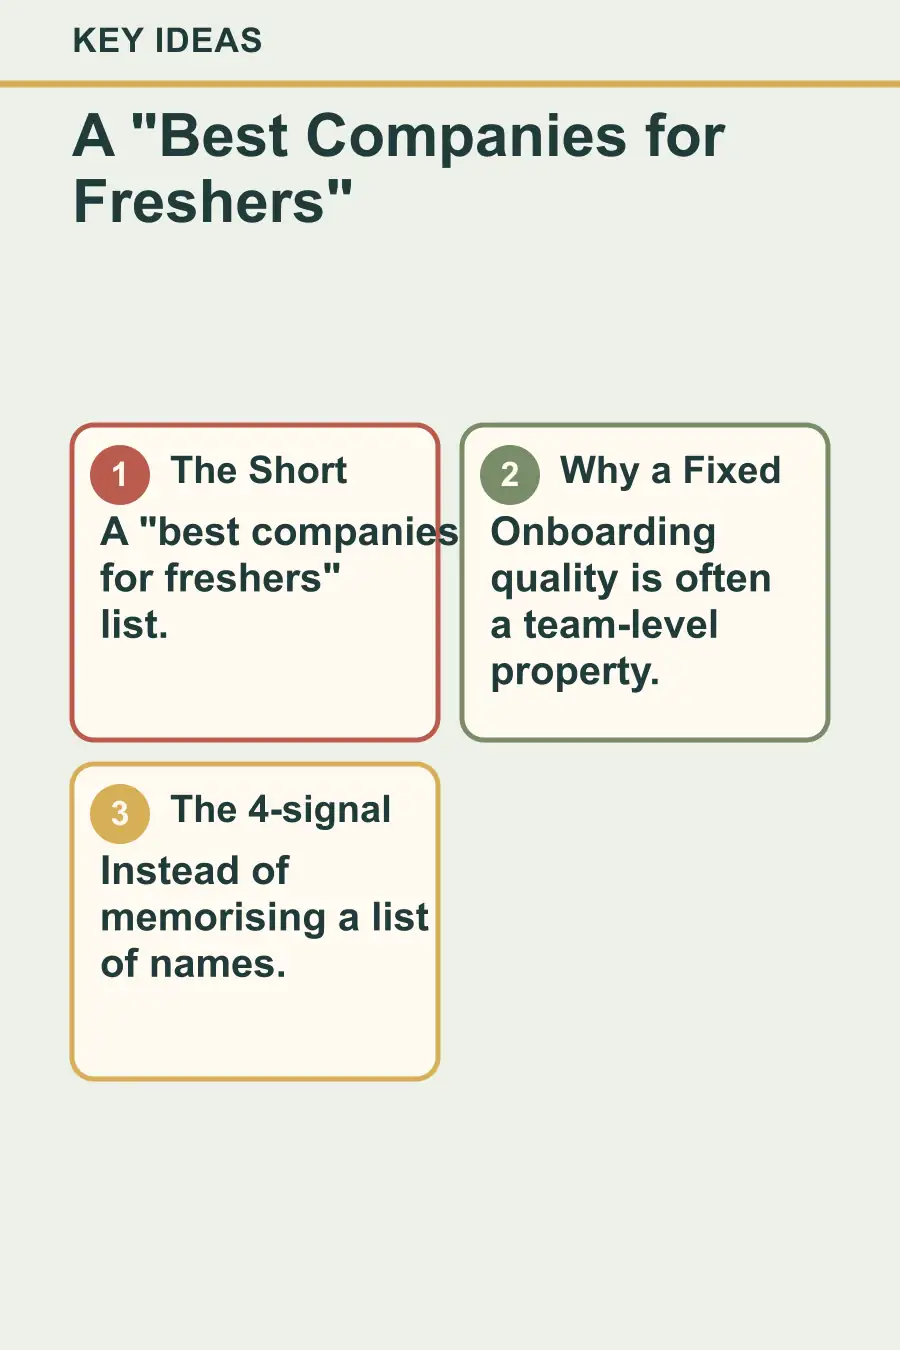 KEY IDEAS
A "Best Companies for
Freshers"
1 The Short
A "best companies
for freshers"
list.
2 Why a Fixed
Onboarding
quality is often
a team-level
property.
3 The 4-signal
Instead of
memorising a list
of names.